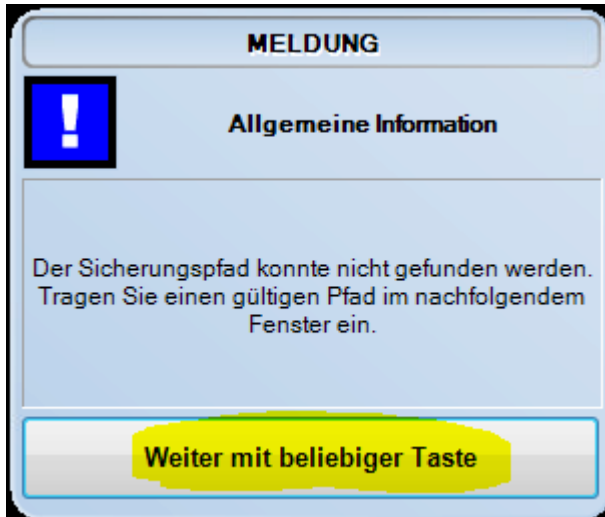 MELDUNG
!
Allgemeine Information
Der Sicherungspfad konnte nicht gefunden werden.
Tragen Sie einen gültigen Pfad im nachfolgendem
Fenster ein.
Weiter mit beliebiger Taste